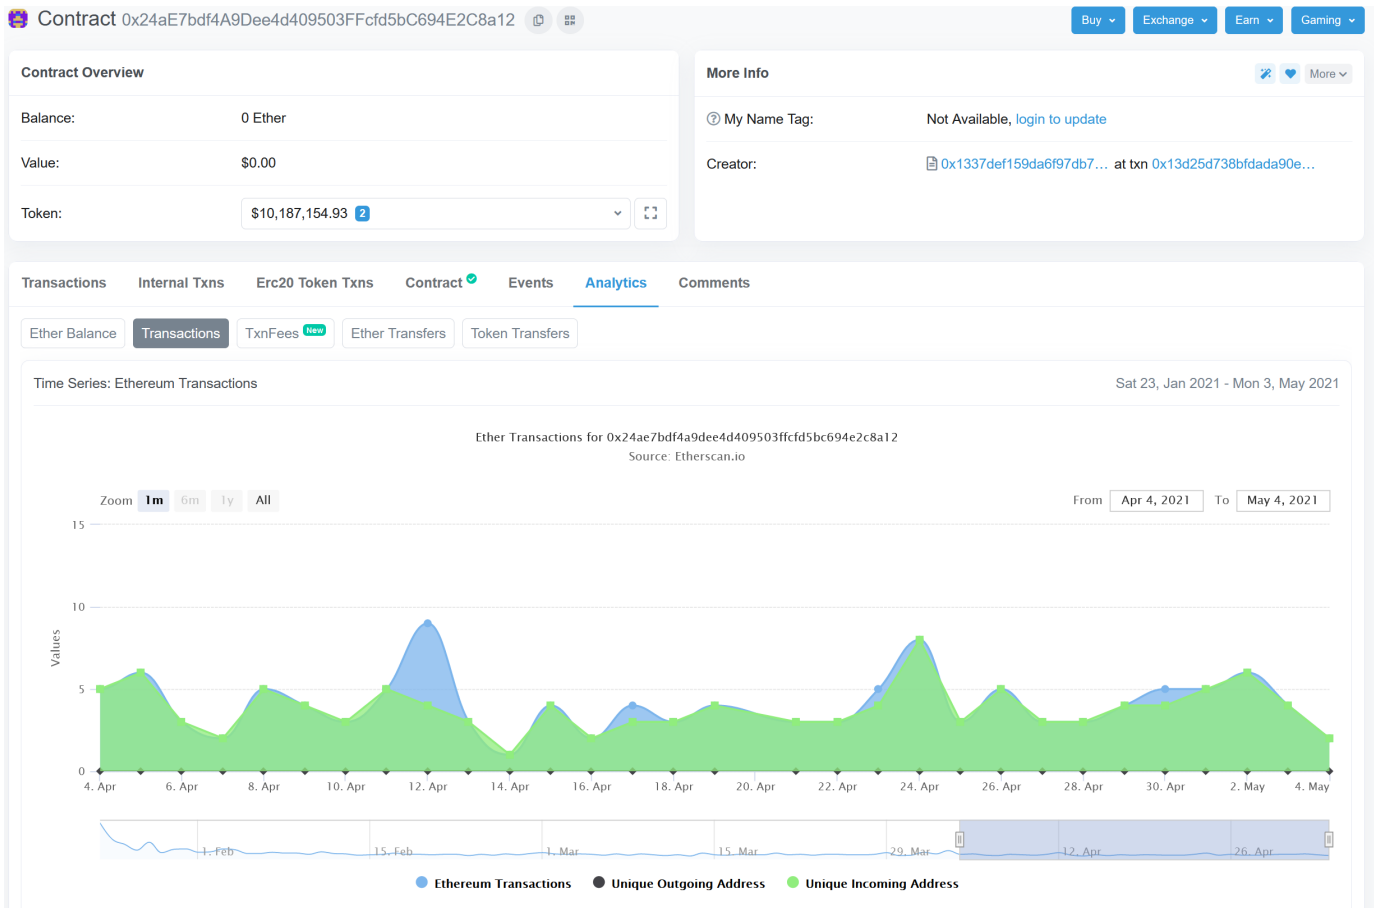 Contract 0x24aE7bdf4A9Dee4d409503FFcfd5bC694E2C8a12
Buy
Exchange
Earn
Gaming
Contract Overview
Balance:
0 Ether
Value:
$0.00
Token:
$10,187,154.93 2
More Info
More
My Name Tag:
Not Available, login to update
Creator:
0x1337def159da6f97db7… at txn 0x13d25d738bfdada90e…
Transactions
Internal Txns
Erc20 Token Txns
Contract
Events
Analytics
Comments
Ether Balance
Transactions
TxnFees New
Ether Transfers
Token Transfers
Time Series: Ethereum Transactions
Sat 23, Jan 2021 - Mon 3, May 2021
Ether Transactions for 0x24ae7bdf4a9dee4d409503ffcfd5bc694e2c8a12
Source: Etherscan.io
Zoom 1m 6m 1y All
From Apr 4, 2021 To May 4, 2021
Values
15
10
5
0
4. Apr 6. Apr 8. Apr 10. Apr 12. Apr 14. Apr 16. Apr 18. Apr 20. Apr 22. Apr 24. Apr 26. Apr 28. Apr 30. Apr 2. May 4. May
1. Feb 15. Feb 1. Mar 15. Mar 29. Mar 12. Apr 26. Apr
Ethereum Transactions
Unique Outgoing Address
Unique Incoming Address